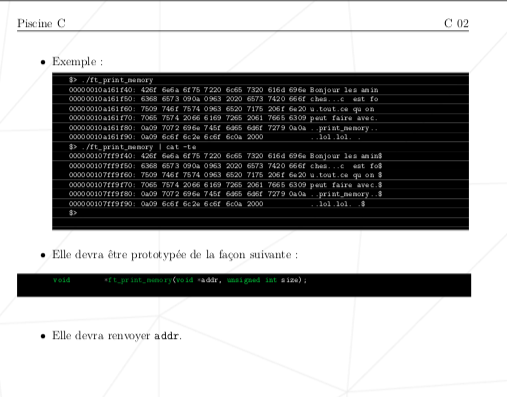 Piscine C C 02
• Exemple :
$> ./ft_print_memory
00000010a161f40: 426f 6e6a 6f75 7220 6c65 7320 616d 696e Bonjour les amin
00000010a161f50: 6368 6573 090a 0963 2020 6573 7420 666f ches...c  est fo
00000010a161f60: 7509 746f 7574 0963 6520 7175 206f 6e20 u.tout.ce qu on
00000010a161f70: 7065 7574 2066 6169 7265 2061 7665 6309 peut faire avec.
00000010a161f80: 0a09 7072 696e 745f 6d65 6d6f 7279 0a0a ..print_memory..
00000010a161f90: 0a09 6c6f 6c2e 6c6f 6c0a 2000 ..lol.lol. .
$> ./ft_print_memory | cat -te
0000000107ff9f40: 426f 6e6a 6f75 7220 6c65 7320 616d 696e Bonjour les amin$
0000000107ff9f50: 6368 6573 090a 0963 2020 6573 7420 666f ches...c  est fo$
0000000107ff9f60: 7509 746f 7574 0963 6520 7175 206f 6e20 u.tout.ce qu on $
0000000107ff9f70: 7065 7574 2066 6169 7265 2061 7665 6309 peut faire avec.$
0000000107ff9f80: 0a09 7072 696e 745f 6d65 6d6f 7279 0a0a ..print_memory..$
0000000107ff9f90: 0a09 6c6f 6c2e 6c6f 6c0a 2000 ..lol.lol. .$
$>
• Elle devra être prototypée de la façon suivante :
void *ft_print_memory(void *addr, unsigned int size);
• Elle devra renvoyer addr.